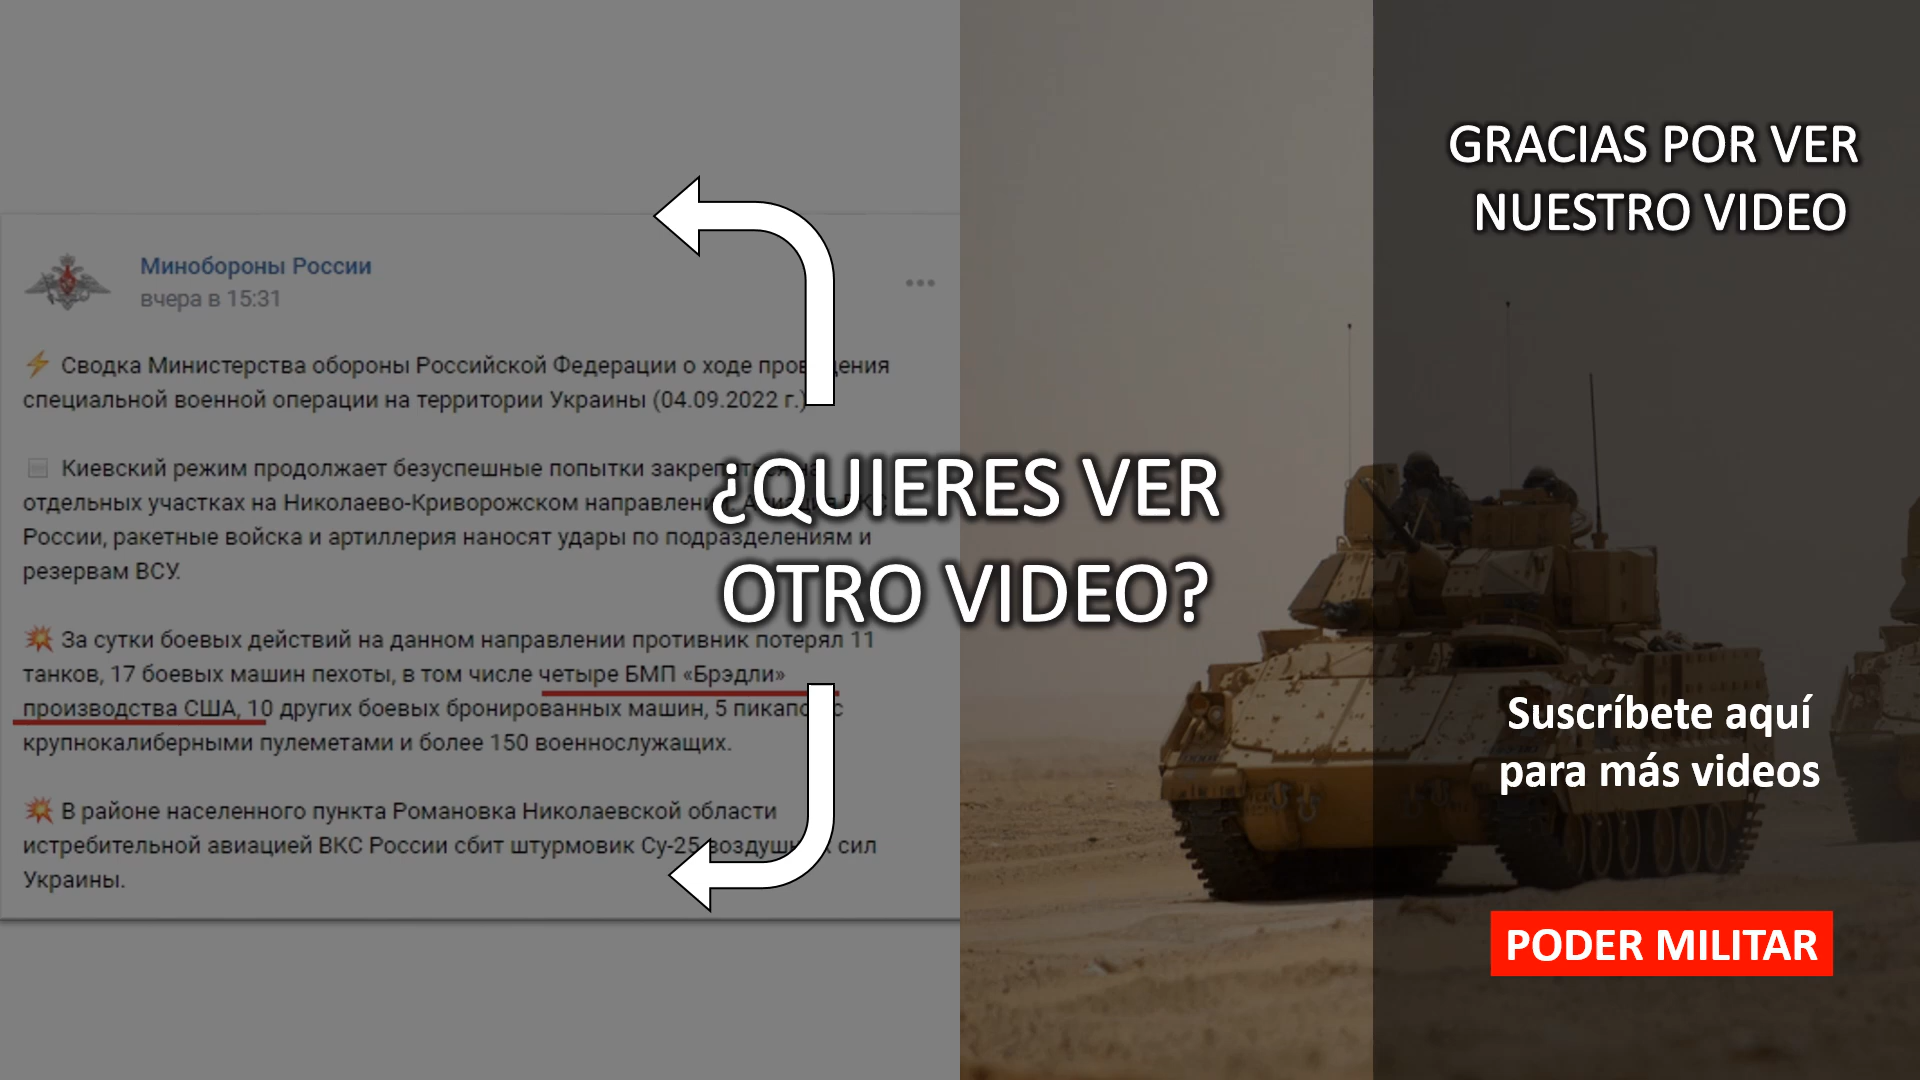 Минобороны России
вчера в 15:31
Сводка Министерства обороны Российской Федерации о ходе
специальной военной операции на территории Украины (04.09.2022 г.)
Киевский режим продолжает безуспешные попытки
отдельных участках на Николаево-Криворожском
России, ракетные войска и артиллерия наносят удары по подразделениям и
резервам ВСУ.
За сутки боевых действий на данном направлении противник потерял 11
танков, 17 боевых машин пехоты, в том числе четыре БМП «Брэдли»
производства США, 10 других боевых бронированных машин, 5
крупнокалиберными пулеметами и более 150 военнослужащих.
В районе населенного пункта Романовка Николаевской области
истребительной авиацией ВКС России сбит штурмовик Су-25 сил
Украины.
¿QUIERES VER
OTRO VIDEO?
GRACIAS POR VER
NUESTRO VIDEO
Suscríbete aquí
para más videos
PODER MILITAR